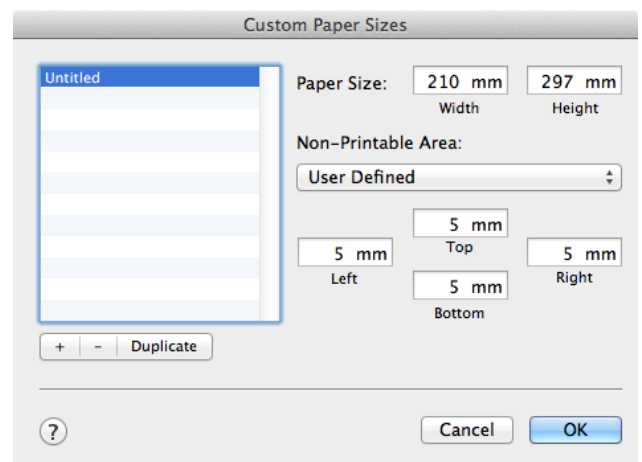 Custom Paper Sizes
Untitled
Paper Size: 210 mm 297 mm
Width Height
Non-Printable Area:
User Defined
5 mm
Top
5 mm 5 mm
Left Right
5 mm
Bottom
+ - Duplicate
? Cancel OK